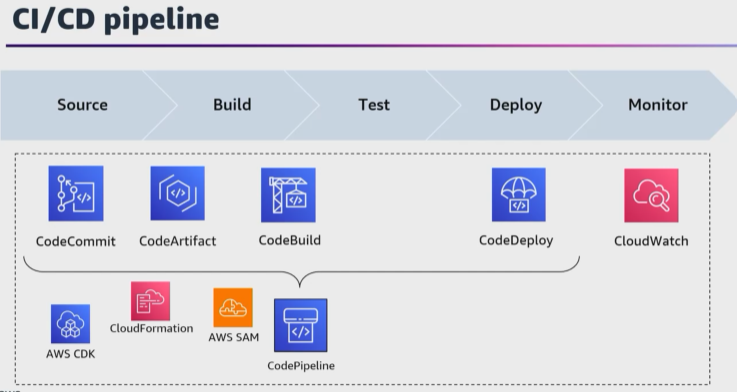 CI/CD pipeline
Source
Build
Test
Deploy
Monitor
CodeCommit
CodeArtifact
CodeBuild
CodeDeploy
CloudWatch
CloudFormation
AWS SAM
AWS CDK
CodePipeline